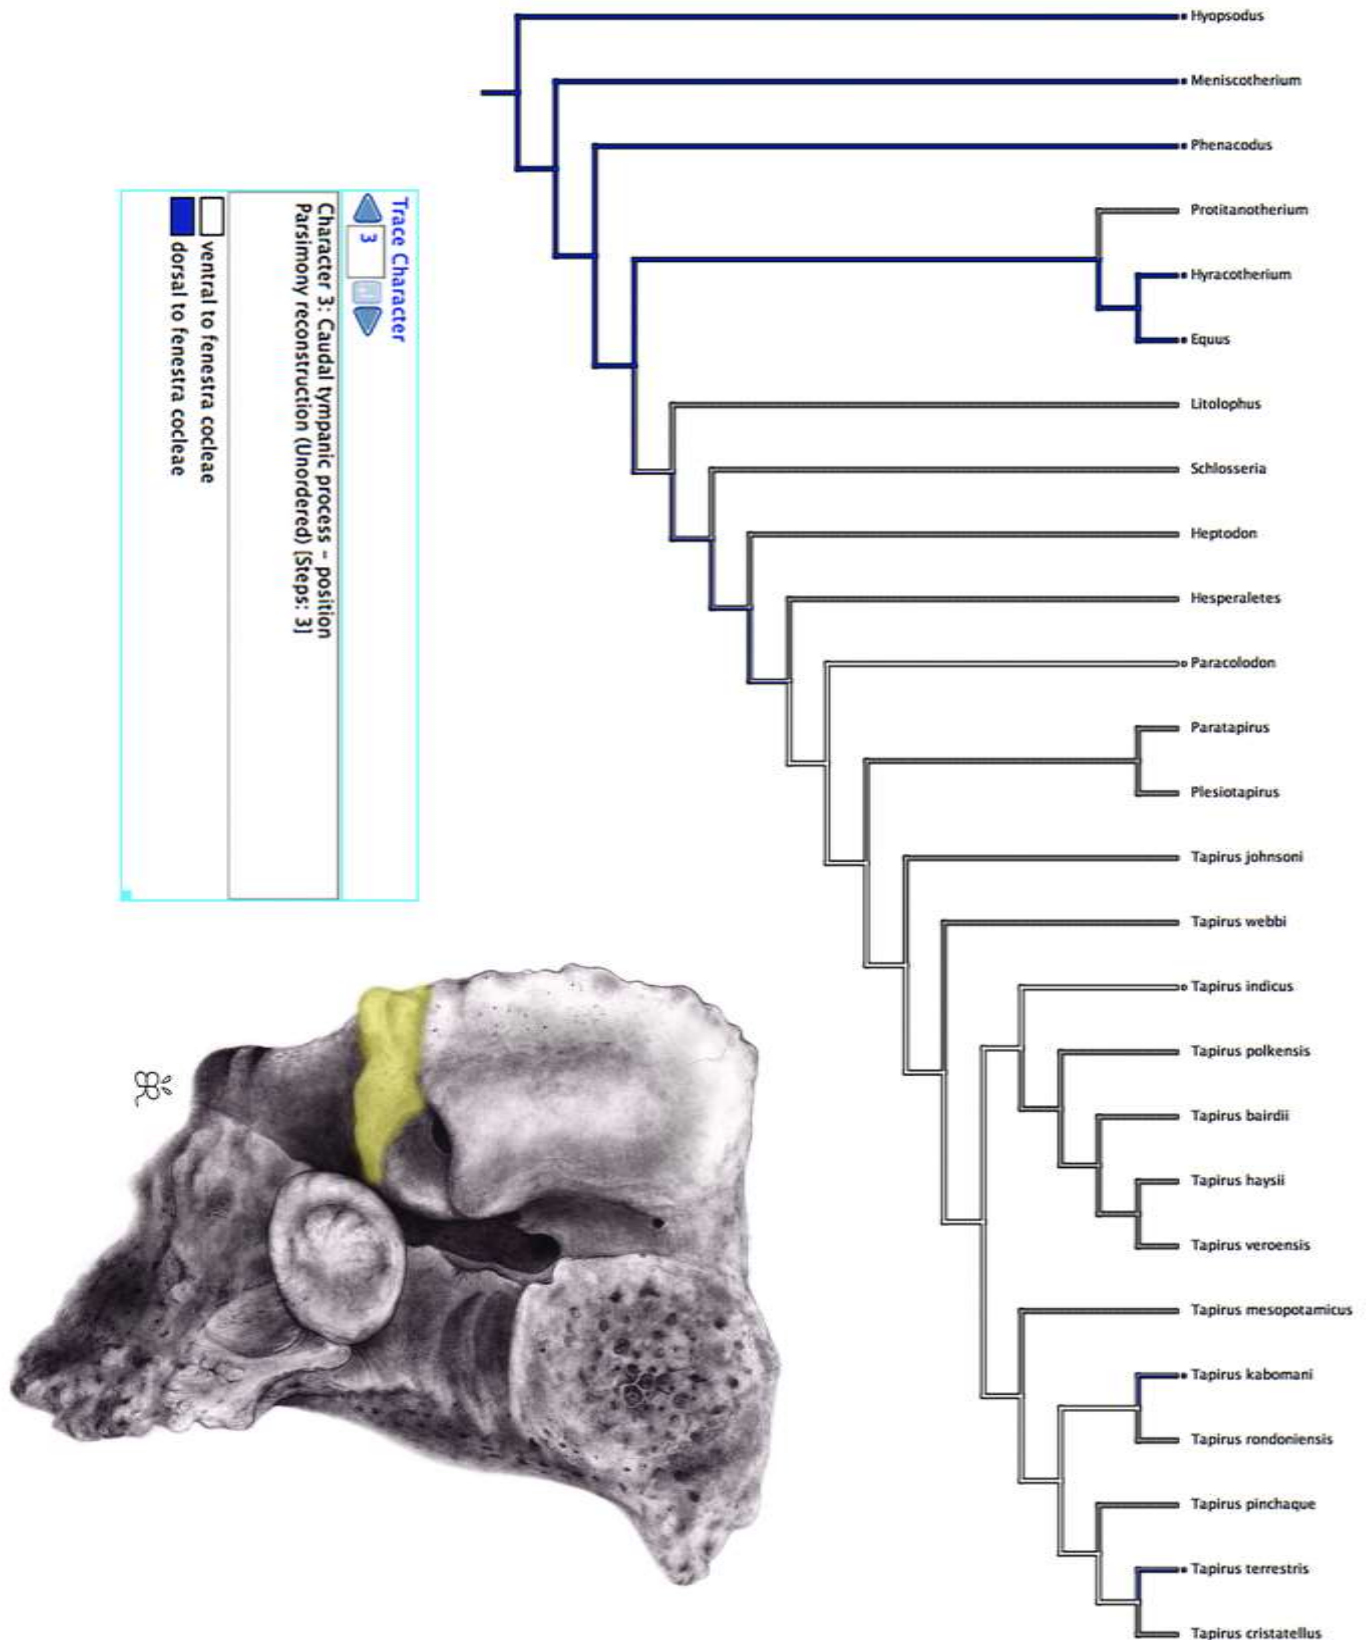 Hyopsodus
Meniscotherium
Phenacodus
Protitanotherium
Hyracotherium
Equus
Litolophus
Schlosseria
Heptodon
Hesperaletes
Paracolodon
Paratapirus
Plesiotapirus
Tapirus johnsoni
Tapirus webbi
Tapirus indicus
Tapirus polkensis
Tapirus bairdii
Tapirus haysii
Tapirus veroensis
Tapirus mesopotamicus
Tapirus kabomani
Tapirus rondoniensis
Tapirus pinchaque
Tapirus terrestris
Tapirus cristatellus
Trace Character
3
Character 3: Caudal tympanic process - position
Parsimony reconstruction (Unordered) [Steps: 3]
ventral to fenestra cocleae
dorsal to fenestra cocleae